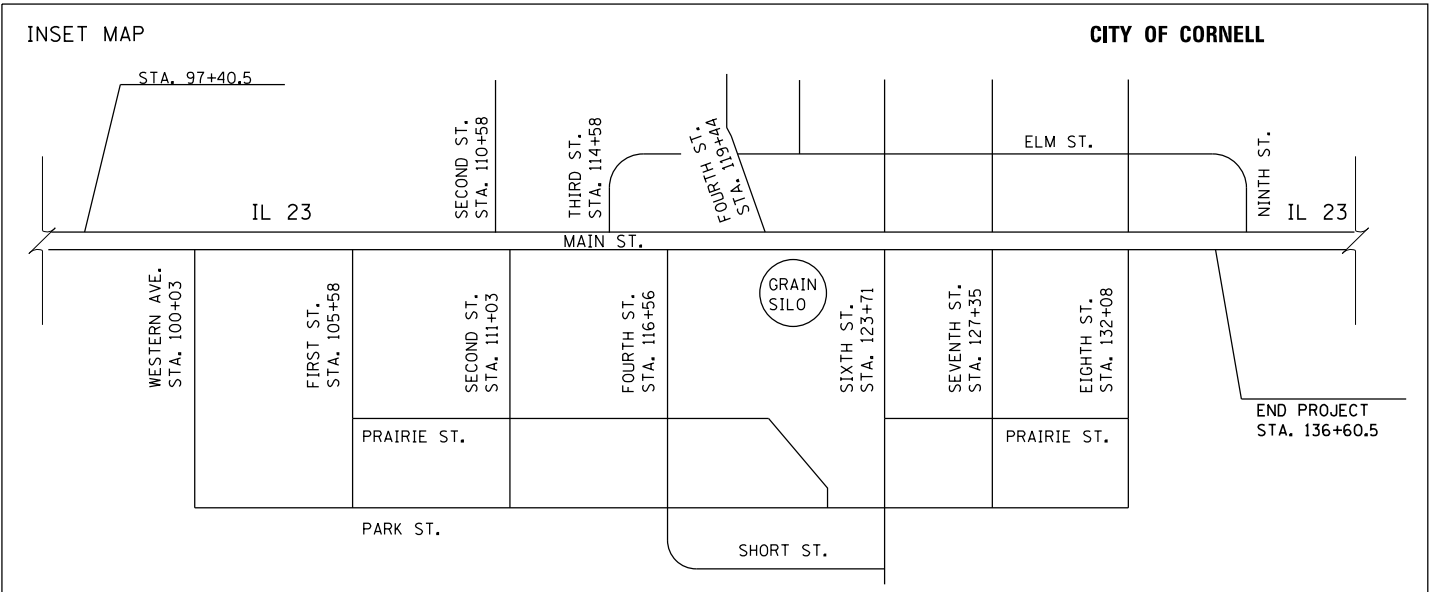 INSET MAP
CITY OF CORNELL
STA. 97+40.5
SECOND ST.
STA. 110+58
THIRD ST.
STA. 114+58
FOURTH ST.
STA. 119+44
ELM ST.
NINTH ST.
IL 23
IL 23
MAIN ST.
WESTERN AVE.
STA. 100+03
FIRST ST.
STA. 105+58
SECOND ST.
STA. 111+03
FOURTH ST.
STA. 116+56
GRAIN
SILO
SIXTH ST.
STA. 123+71
SEVENTH ST.
STA. 127+35
EIGHTH ST.
STA. 132+08
END PROJECT
STA. 136+60.5
PRAIRIE ST.
PRAIRIE ST.
PARK ST.
SHORT ST.